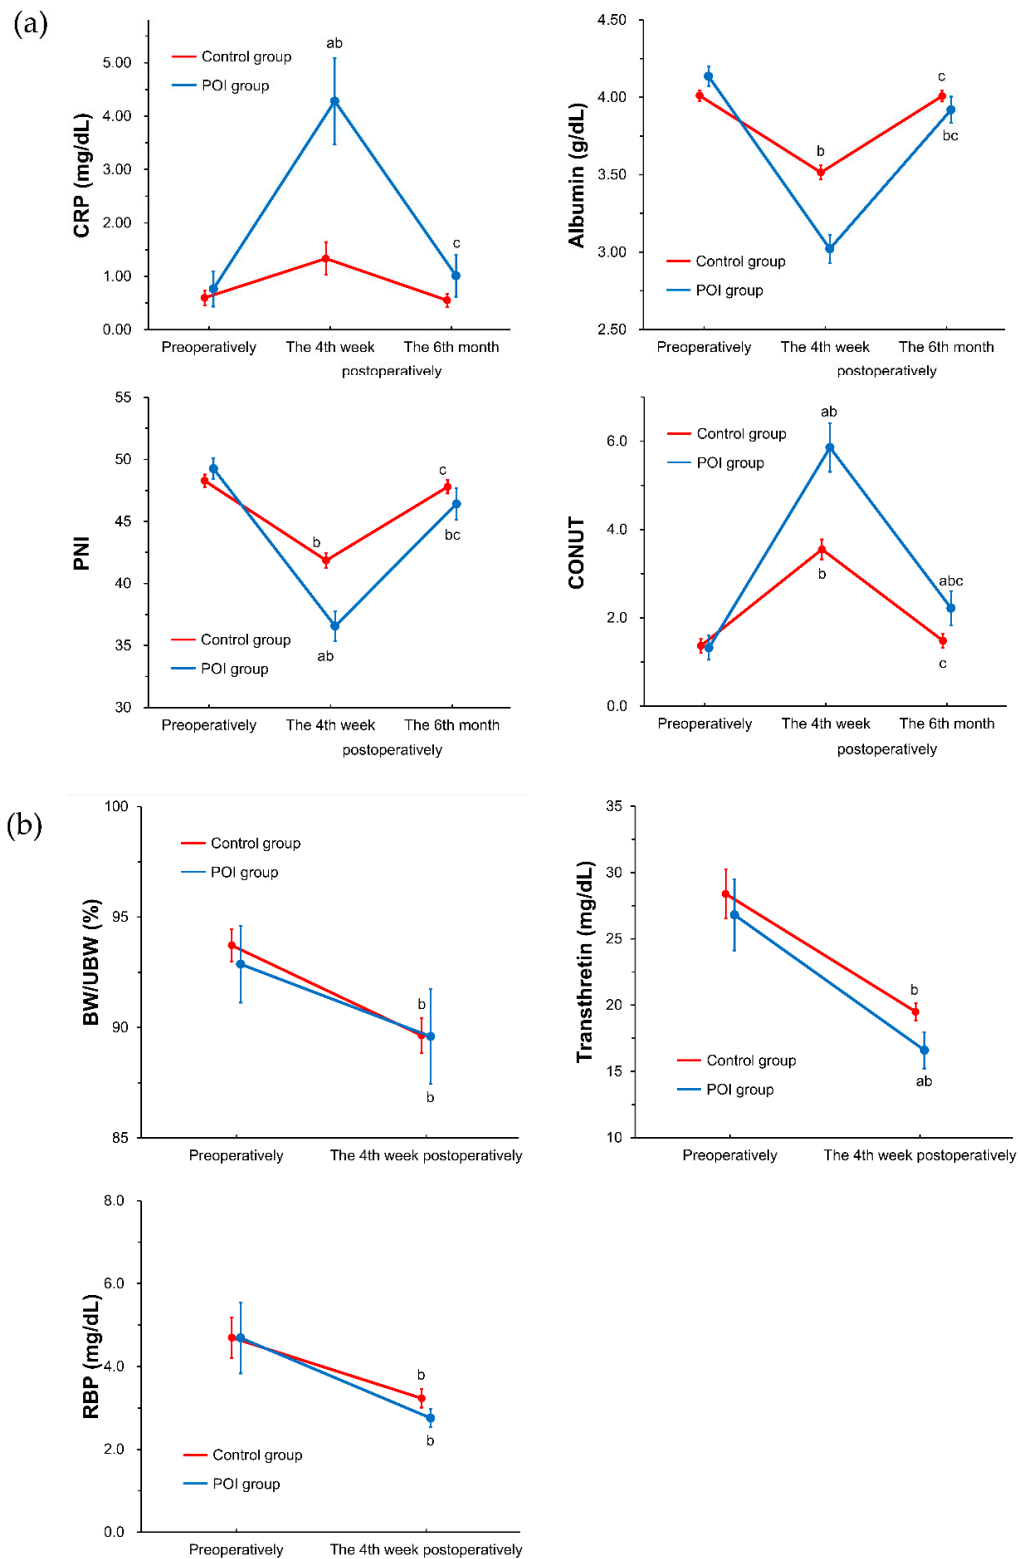 (a)
CRP (mg/dL)
5.00
4.00
3.00
2.00
1.00
0.00
Control group
POI group
ab
c
Preoperatively
The 4th week
The 6th month
postoperatively
Albumin (g/dL)
4.50
4.00
3.50
3.00
2.50
b
c
bc
Control group
POI group
Preoperatively
The 4th week
The 6th month
postoperatively
PNI
55
50
45
40
35
30
b
ab
c
bc
Control group
POI group
Preoperatively
The 4th week
The 6th month
postoperatively
CONUT
6.0
4.0
2.0
0.0
Control group
POI group
ab
b
abc
c
Preoperatively
The 4th week
The 6th month
postoperatively
(b)
BW/UBW (%)
100
95
90
85
Control group
POI group
b
b
Preoperatively
The 4th week postoperatively
Transthretin (mg/dL)
35
30
25
20
15
10
b
ab
Control group
POI group
Preoperatively
The 4th week postoperatively
RBP (mg/dL)
8.0
6.0
4.0
2.0
0.0
b
b
Control group
POI group
Preoperatively
The 4th week postoperatively